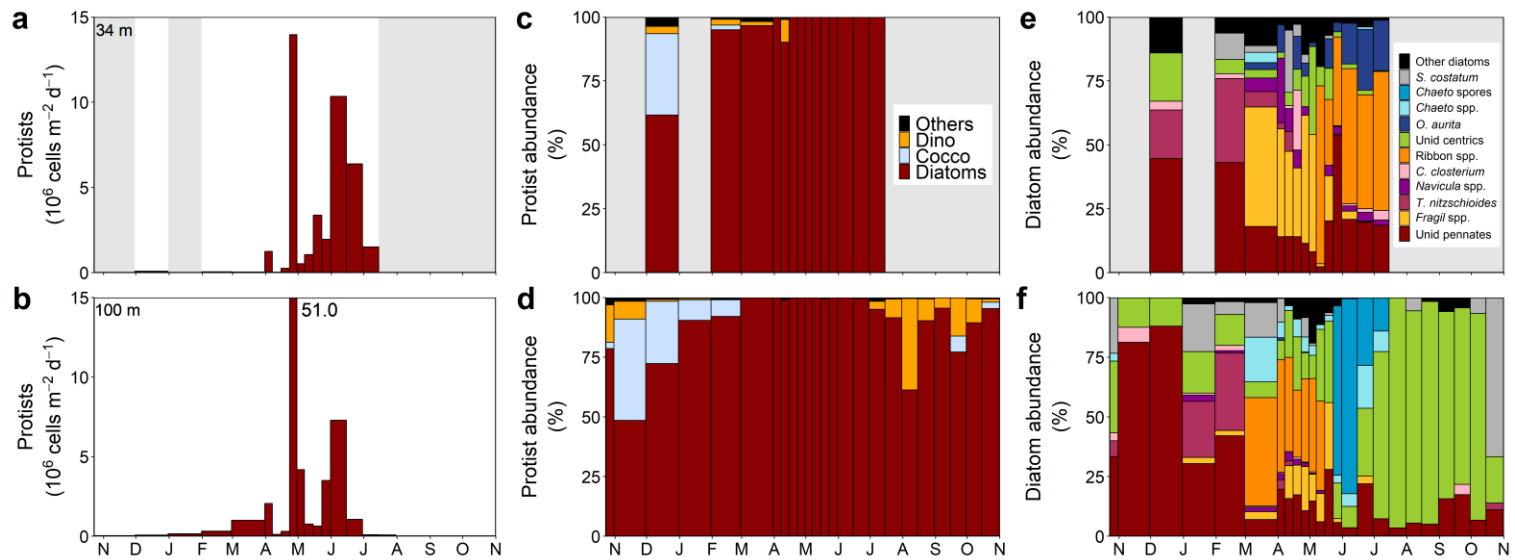 a
34 m
Protists
(10⁶ cells m⁻² d⁻¹)
15
10
5
0
b
100 m
51.0
Protists
(10⁶ cells m⁻² d⁻¹)
15
10
5
0
N D J F M A M J J A S O N
c
Protist abundance
(%)
100
75
50
25
0
Others
Dino
Cocco
Diatoms
d
Protist abundance
(%)
100
75
50
25
0
N D J F M A M J J A S O N
e
Diatom abundance
(%)
100
75
50
25
0
Other diatoms
S. costatum
Chaeto spores
Chaeto spp.
O. aurita
Unid centrics
Ribbon spp.
C. closterium
Navicula spp.
T. nitzschioides
Fragil spp.
Unid pennates
f
Diatom abundance
(%)
100
75
50
25
0
N D J F M A M J J A S O N